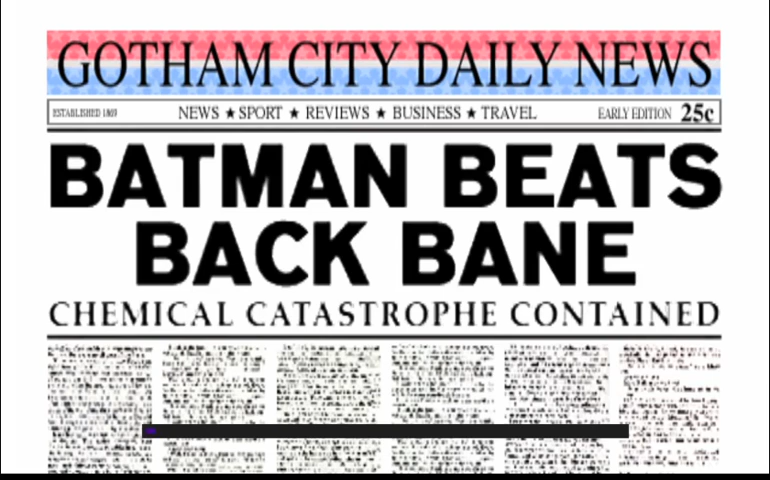 GOTHAM CITY DAILY NEWS
ESTABLISHED 1869 NEWS ★ SPORT ★ REVIEWS ★ BUSINESS ★ TRAVEL EARLY EDITION 25c
BATMAN BEATS
BACK BANE
CHEMICAL CATASTROPHE CONTAINED